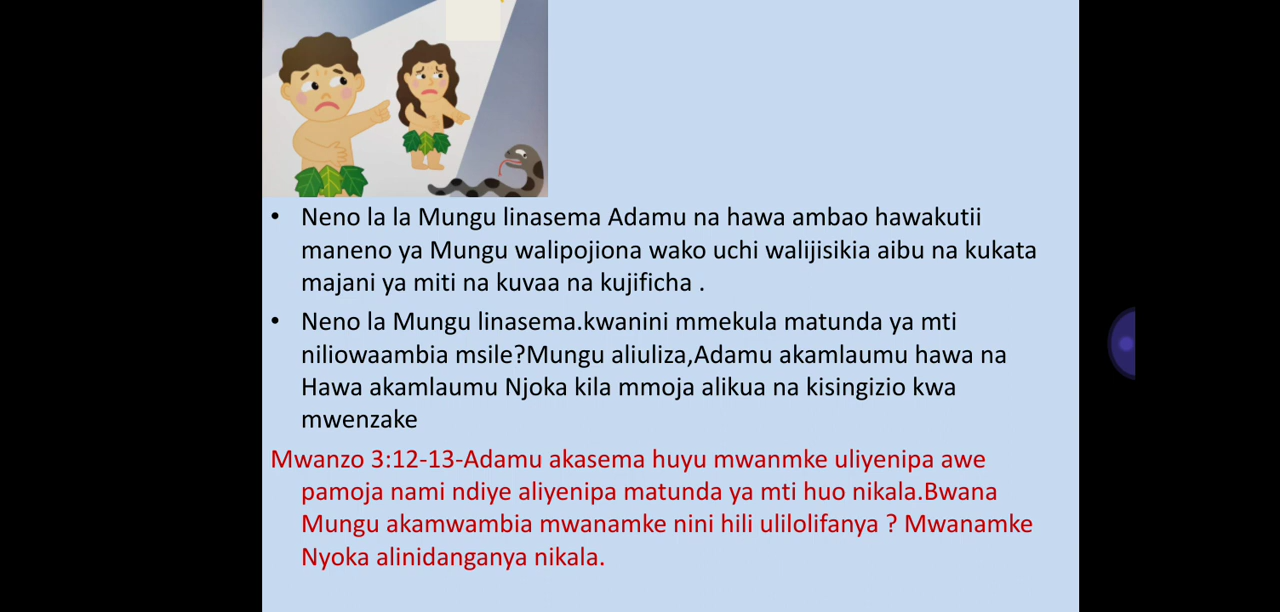 • Neno la la Mungu linasema Adamu na hawa ambao hawakutii
maneno ya Mungu walipojiona wako uchi walijisikia aibu na kukata
majani ya miti na kuvaa na kujificha .
• Neno la Mungu linasema.kwanini mmekula matunda ya mti
niliowaambia msile?Mungu aliuliza,Adamu akamlaumu hawa na
Hawa akamlaumu Njoka kila mmoja alikua na kisingizio kwa
mwenzake
Mwanzo 3:12-13-Adamu akasema huyu mwanmke uliyenipa awe
pamoja nami ndiye aliyenipa matunda ya mti huo nikala.Bwana
Mungu akamwambia mwanamke nini hili ulilolifanya ? Mwanamke
Nyoka alinidanganya nikala.